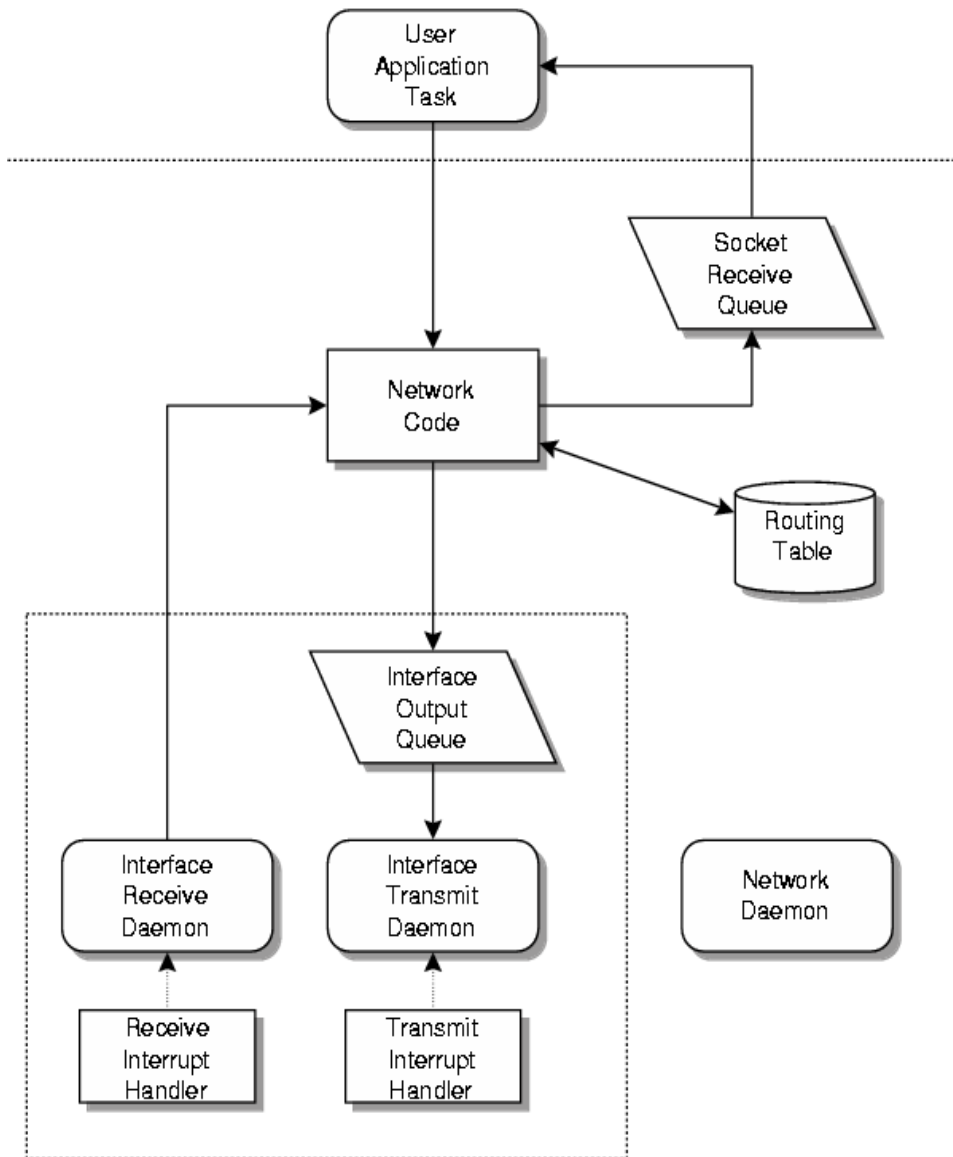 User
Application
Task
Socket
Receive
Queue
Network
Code
Routing
Table
Interface
Output
Queue
Interface
Receive
Daemon
Interface
Transmit
Daemon
Network
Daemon
Receive
Interrupt
Handler
Transmit
Interrupt
Handler